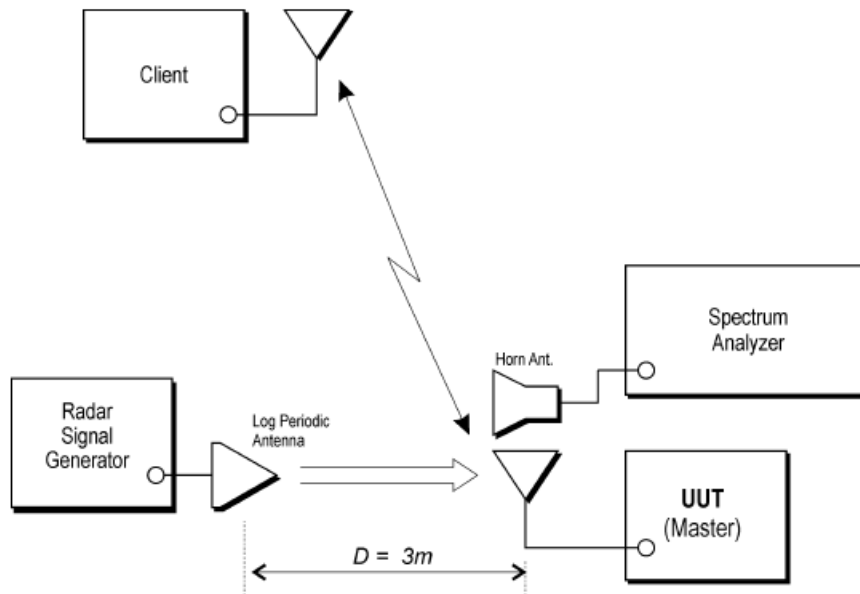 Client
Spectrum
Analyzer
Horn Ant.
Radar
Signal
Generator
Log Periodic
Antenna
UUT
(Master)
D = 3m